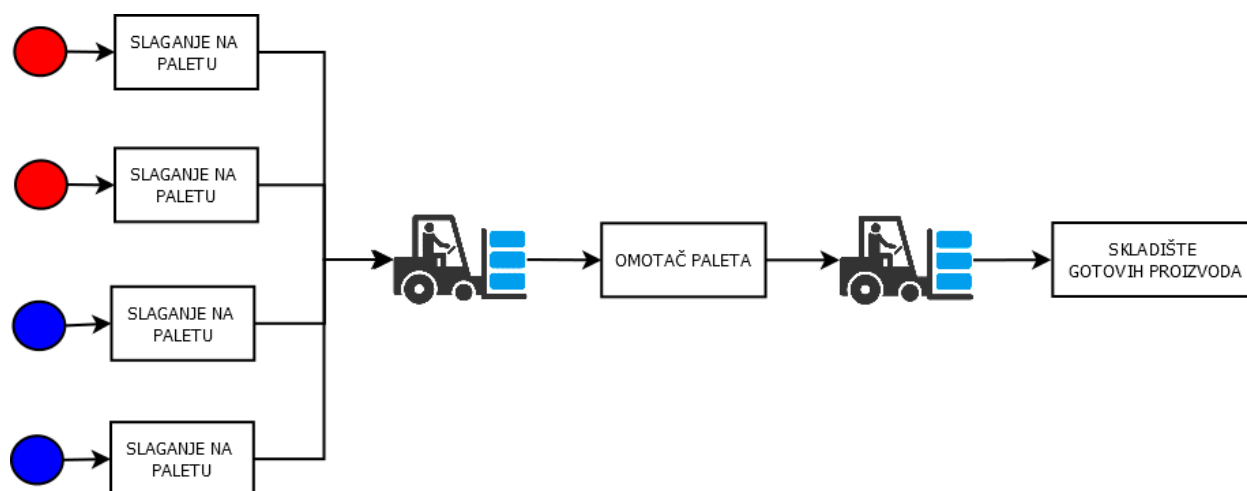 SLAGANJE NA
PALETU
SLAGANJE NA
PALETU
SLAGANJE NA
PALETU
SLAGANJE NA
PALETU
OMOTAČ PALETA
SKLADIŠTE
GOTOVIH PROIZVODA